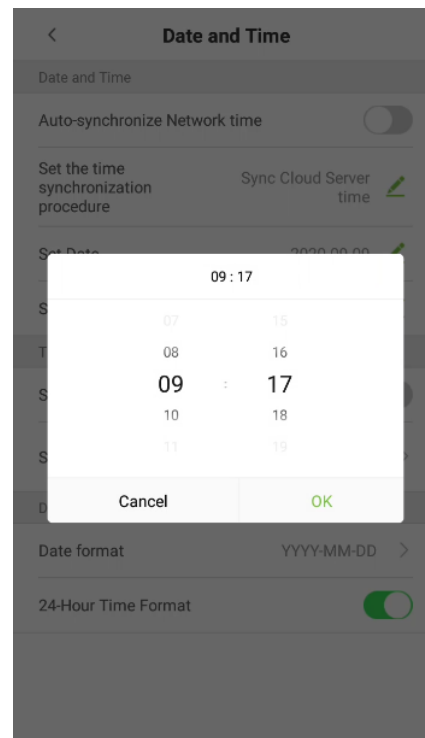 Date and Time
Date and Time
Auto-synchronize Network time
Set the time
synchronization
procedure
Sync Cloud Server
time
09 : 17
07 15
08 16
09 : 17
10 18
11 19
Cancel OK
Date format YYYY-MM-DD
24-Hour Time Format